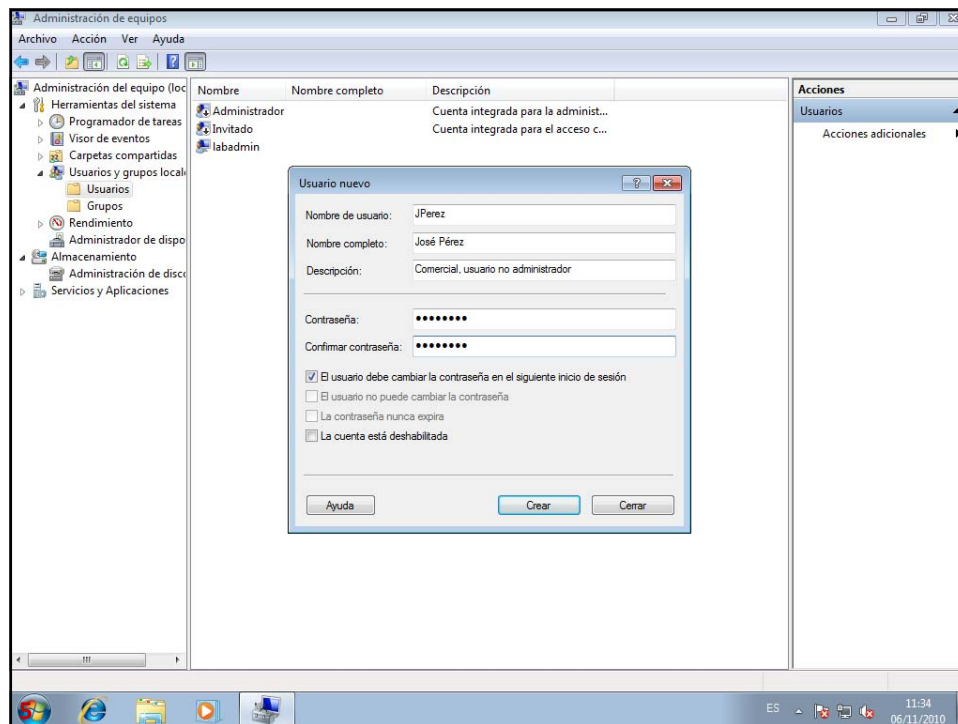 Administración de equipos
Archivo Acción Ver Ayuda
Administración del equipo (loc
Herramientas del sistema
Programador de tareas
Visor de eventos
Carpetas compartidas
Usuarios y grupos local
Usuarios
Grupos
Rendimiento
Administrador de dispo
Almacenamiento
Administración de disc
Servicios y Aplicaciones
Nombre Nombre completo Descripción
Administrador Cuenta integrada para la administ...
Invitado Cuenta integrada para el acceso c...
labadmin
Acciones
Usuarios
Acciones adicionales
Usuario nuevo
Nombre de usuario: JPerez
Nombre completo: José Pérez
Descripción: Comercial, usuario no administrador
Contraseña: ••••••••
Confirmar contraseña: ••••••••
El usuario debe cambiar la contraseña en el siguiente inicio de sesión
El usuario no puede cambiar la contraseña
La contraseña nunca expira
La cuenta está deshabilitada
Ayuda Crear Cerrar
ES 11:34
06/11/2010